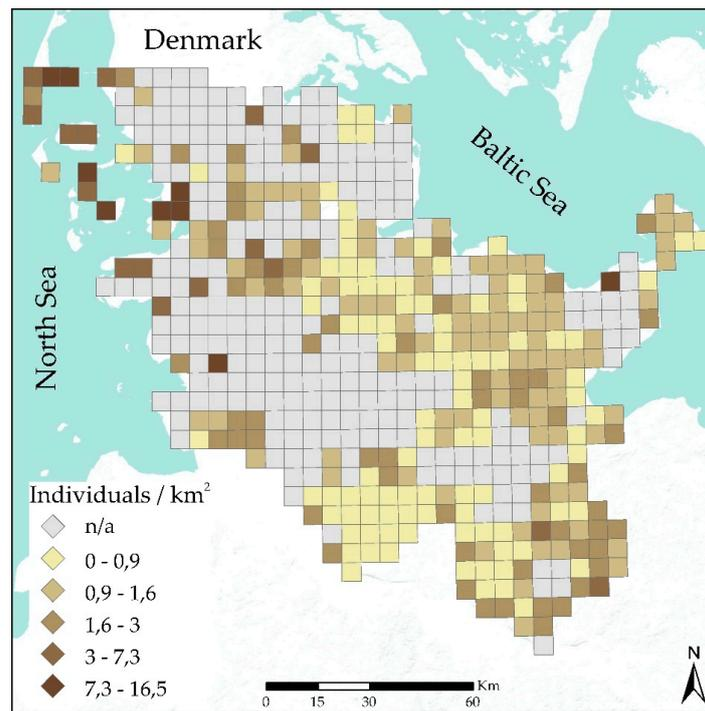 Denmark
Baltic Sea
North Sea
Individuals / km²
n/a
0 - 0,9
0,9 - 1,6
1,6 - 3
3 - 7,3
7,3 - 16,5
N
Km
0 15 30 60